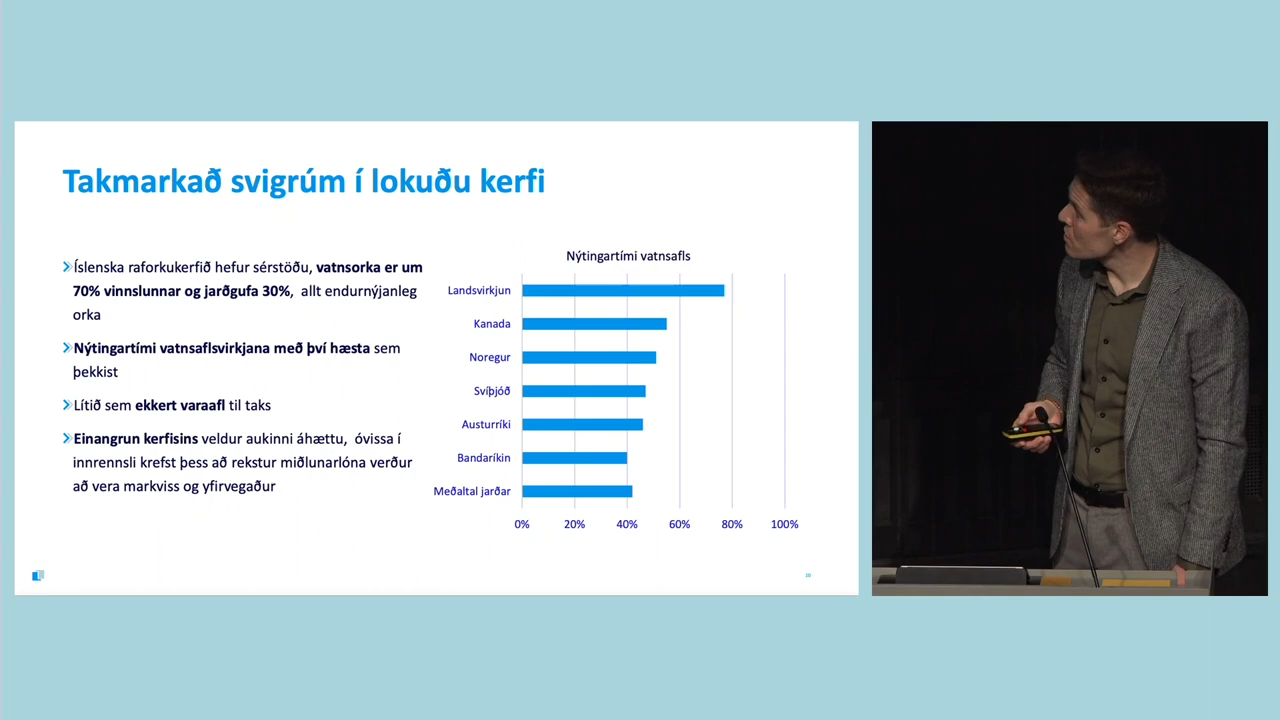 Takmarkað svigrúm í lokuðu kerfi
Íslenska raforkukerfið hefur sérstöðu, vatnsorka er um
70% vinnslunnar og jarðgufa 30%, allt endurnýjanleg
orka
Nýtingartími vatnsaflsvirkjana með því hæsta sem
þekkist
Lítið sem ekkert varaafl til taks
Einangrun kerfisins veldur aukinni áhættu, óvissa í
innrennsli krefst þess að rekstur miðlunarlóna verður
að vera markviss og yfirvegaður
Nýtingartími vatnsafls
Landsvirkjun
Kanada
Noregur
Svíþjóð
Austurríki
Bandaríkin
Meðaltal jarðar
0% 20% 40% 60% 80% 100%
10